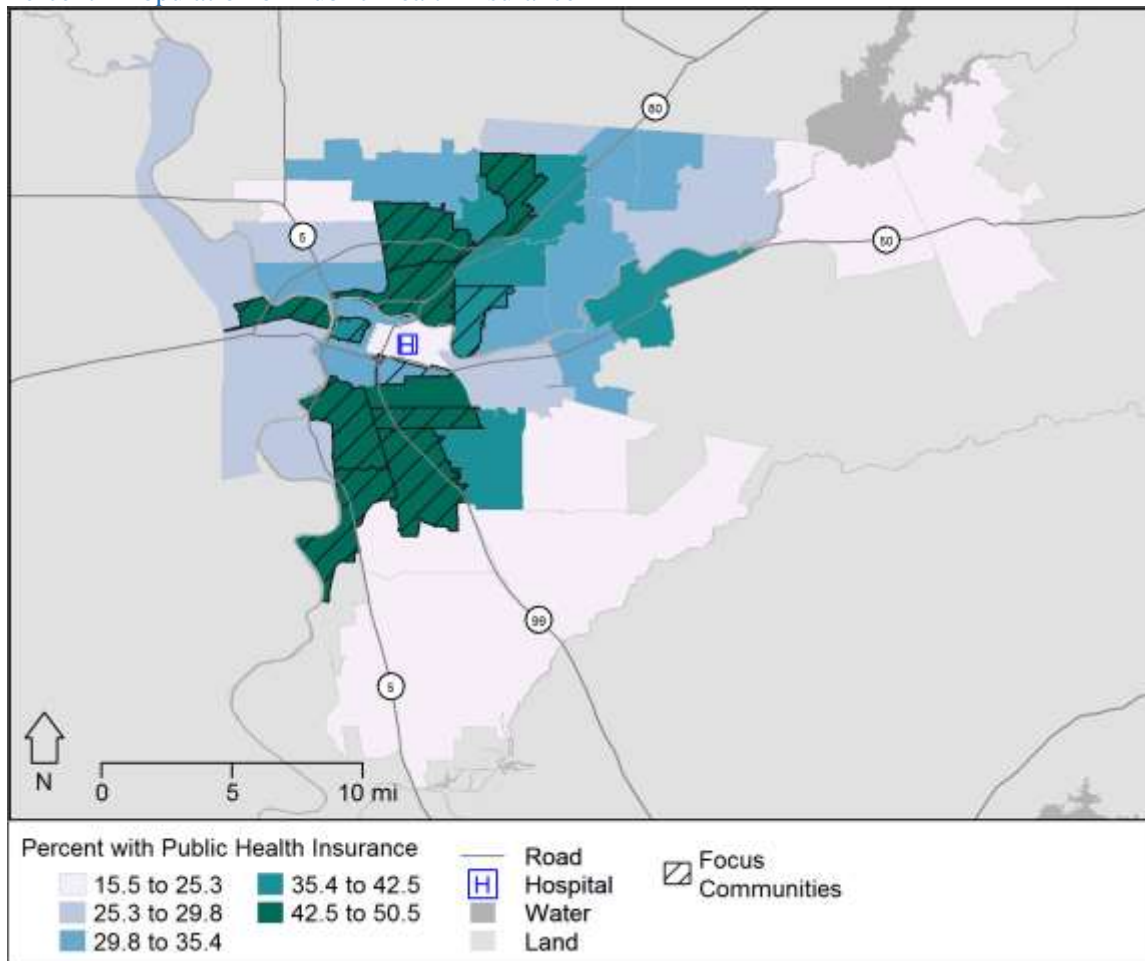 80
5
50
99
5
N
0 5 10 mi
Percent with Public Health Insurance
15.5 to 25.3
25.3 to 29.8
29.8 to 35.4
35.4 to 42.5
42.5 to 50.5
Road
H Hospital
Water
Land
Focus
Communities